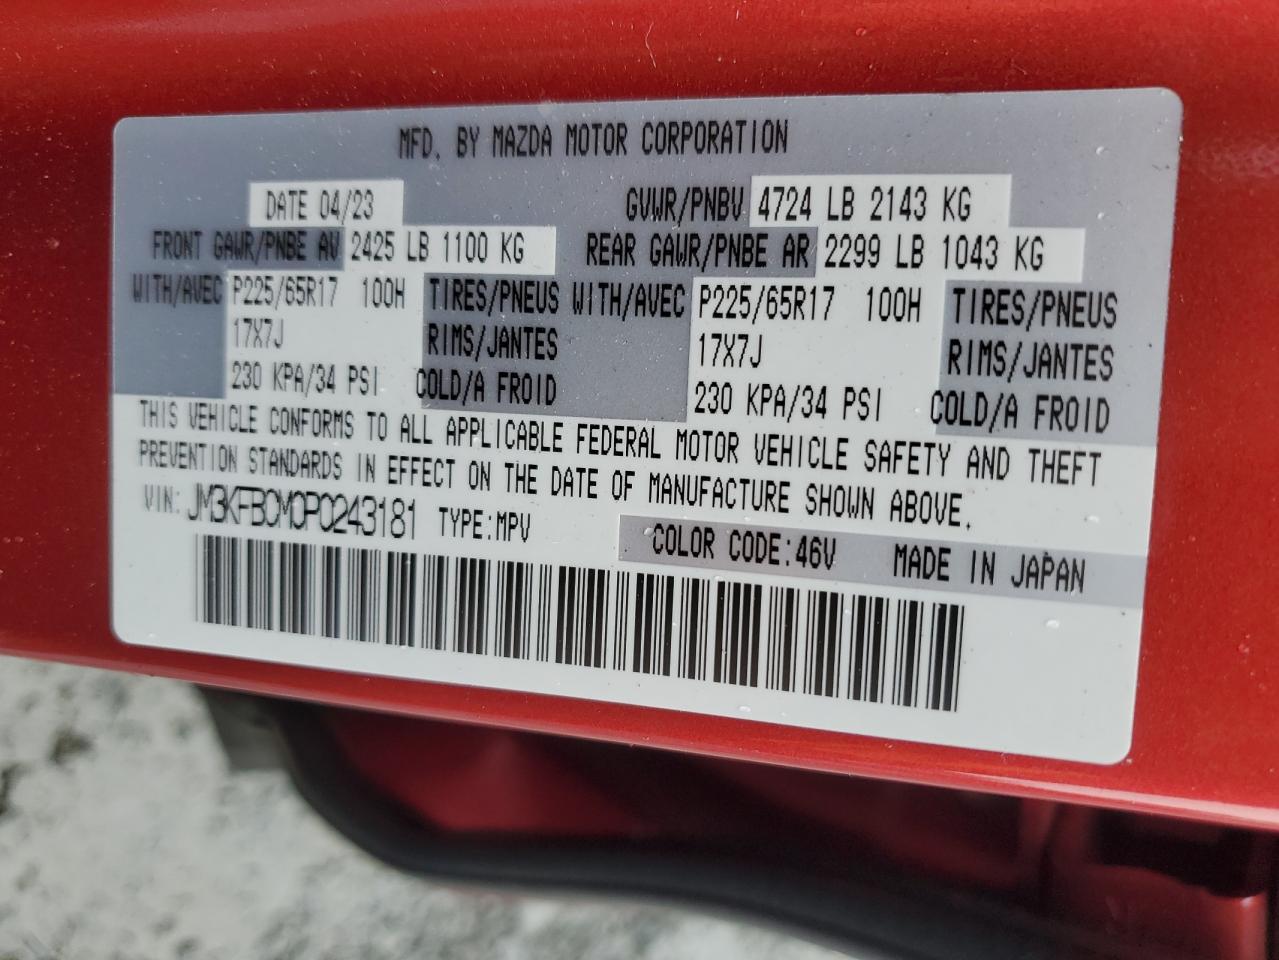 MFD. BY MAZDA MOTOR CORPORATION
DATE 04/23 GVWR/PNBV 4724 LB 2143 KG
FRONT GAWR/PNBE AV 2425 LB 1100 KG REAR GAWR/PNBE AR 2299 LB 1043 KG
WITH/AVEC P225/65R17 100H TIRES/PNEUS WITH/AVEC P225/65R17 100H TIRES/PNEUS
17X7J RIMS/JANTES 17X7J RIMS/JANTES
230 KPA/34 PSI COLD/A FROID 230 KPA/34 PSI COLD/A FROID
THIS VEHICLE CONFORMS TO ALL APPLICABLE FEDERAL MOTOR VEHICLE SAFETY AND THEFT
PREVENTION STANDARDS IN EFFECT ON THE DATE OF MANUFACTURE SHOWN ABOVE.
VIN: JM3KFBCM0P0243181 TYPE:MPV COLOR CODE:46V MADE IN JAPAN